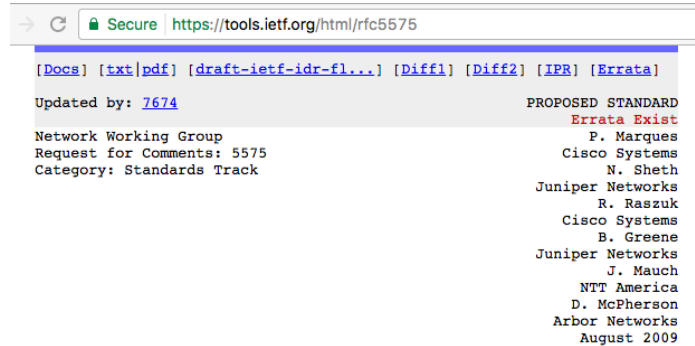 Secure https://tools.ietf.org/html/rfc5575
[Docs] [txt|pdf] [draft-ietf-idr-fl...] [Diff1] [Diff2] [IPR] [Errata]
Updated by: 7674 PROPOSED STANDARD
Errata Exist
Network Working Group P. Marques
Request for Comments: 5575 Cisco Systems
Category: Standards Track N. Sheth
Juniper Networks
R. Raszuk
Cisco Systems
B. Greene
Juniper Networks
J. Mauch
NTT America
D. McPherson
Arbor Networks
August 2009